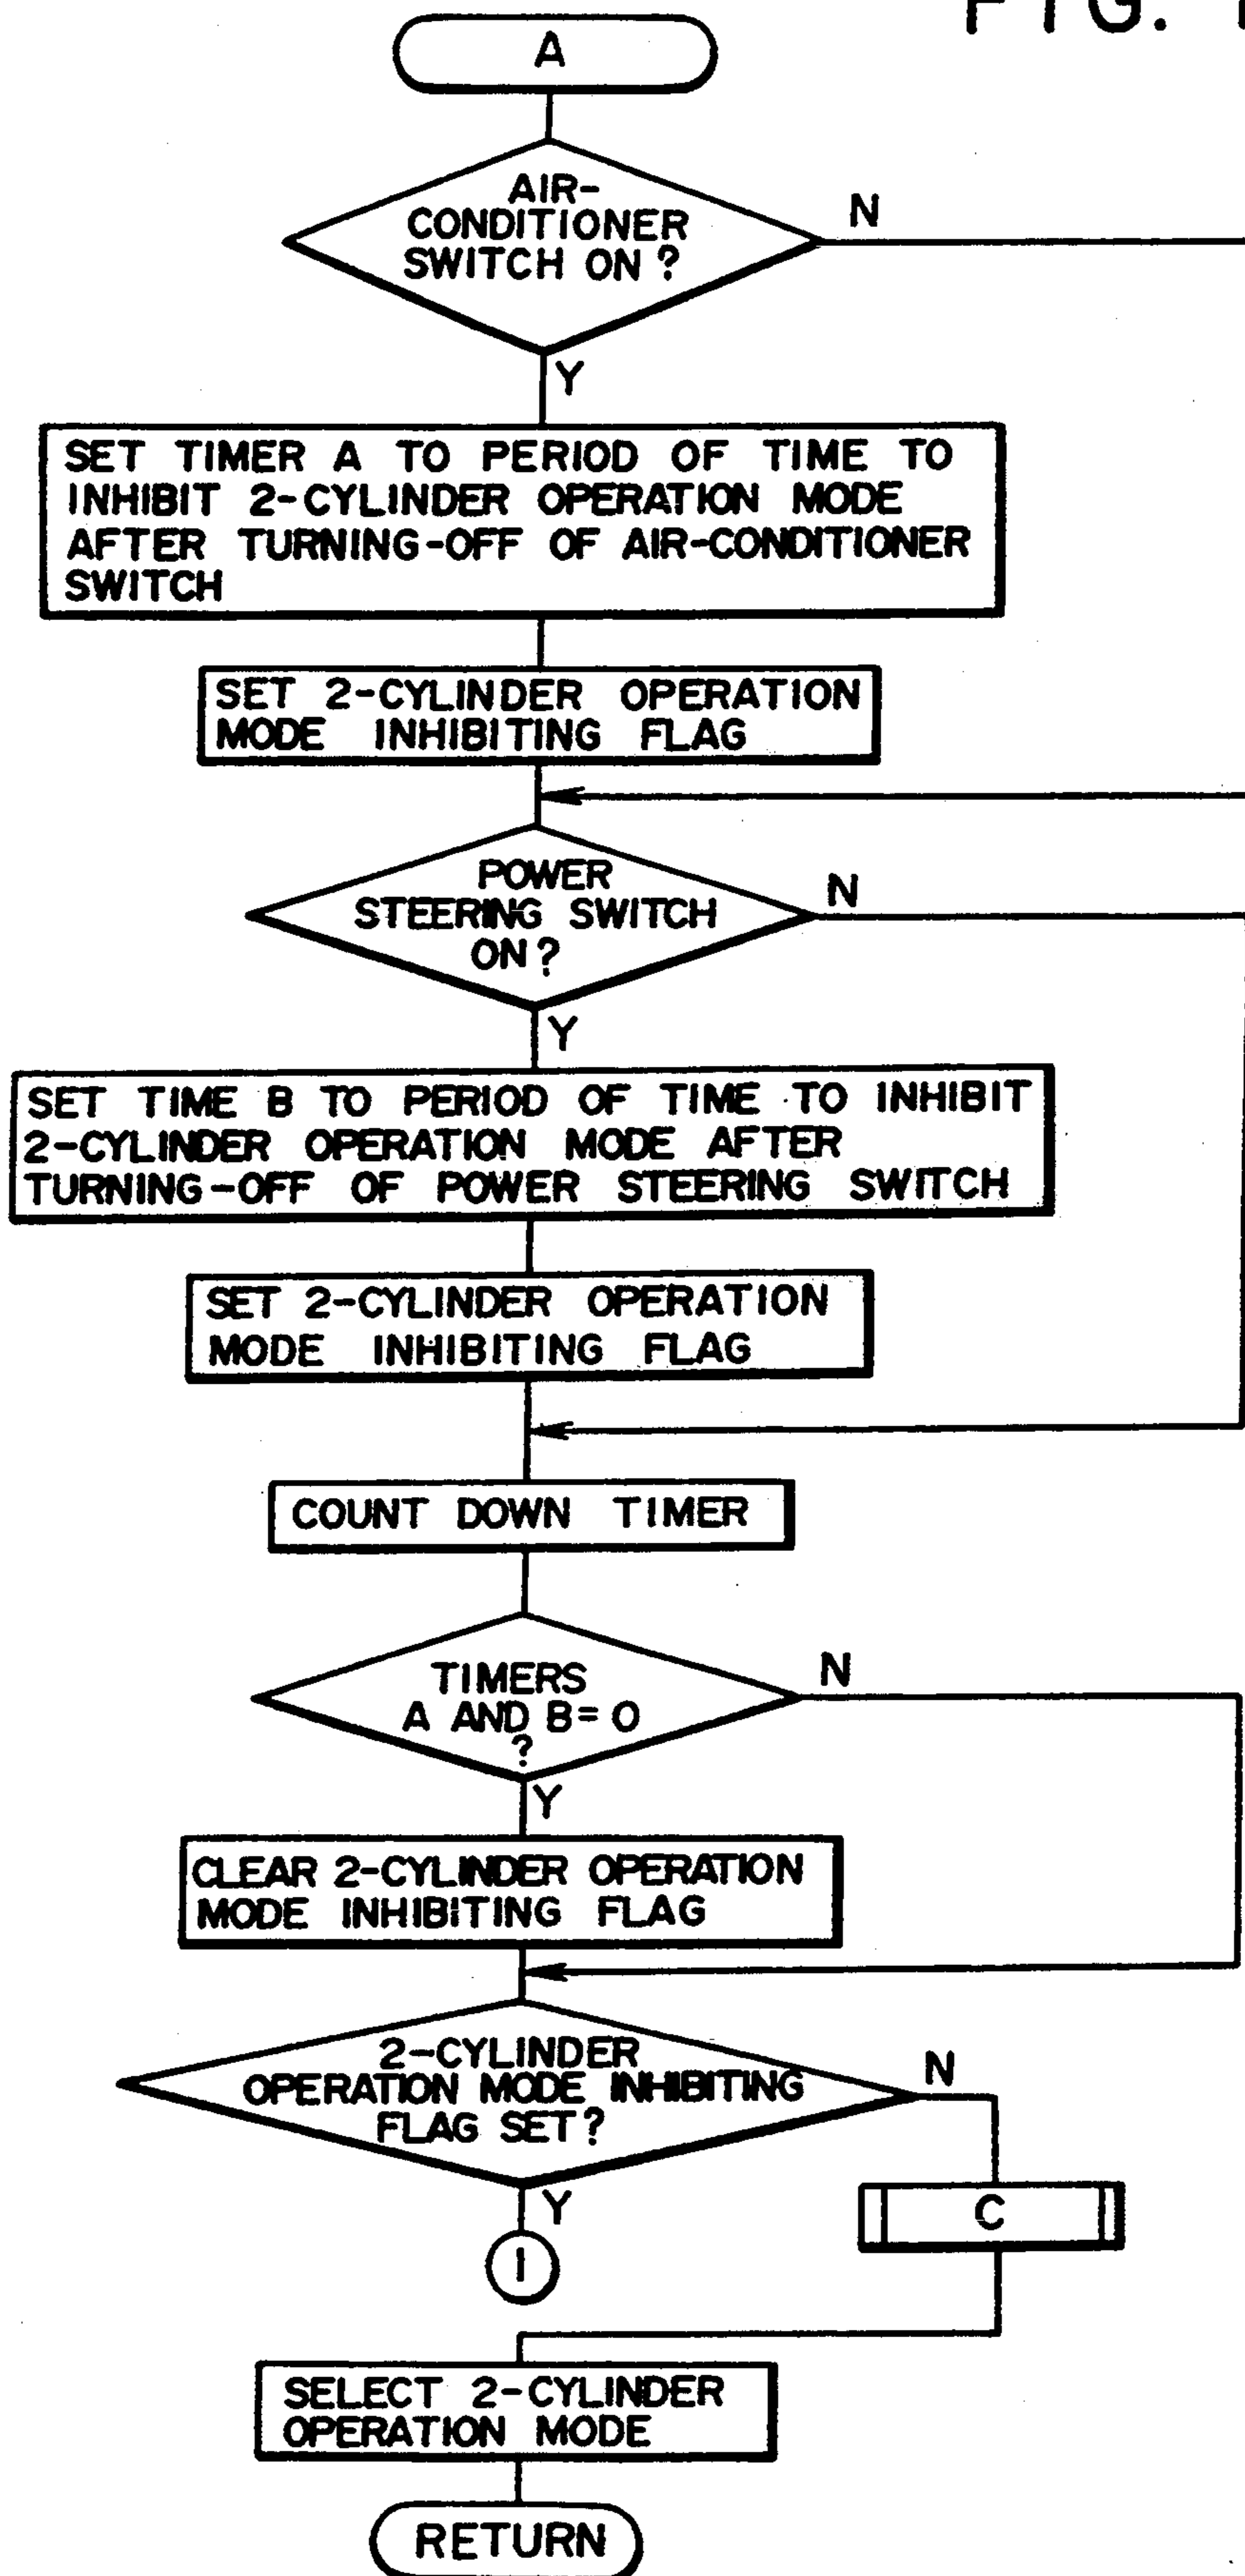 FIG.
A
AIR-
CONDITIONER
SWITCH ON ?
N
Y
SET TIMER A TO PERIOD OF TIME TO
INHIBIT 2-CYLINDER OPERATION MODE
AFTER TURNING-OFF OF AIR-CONDITIONER
SWITCH
SET 2-CYLINDER OPERATION
MODE INHIBITING FLAG
POWER
STEERING SWITCH
ON ?
N
Y
SET TIME B TO PERIOD OF TIME TO INHIBIT
2-CYLINDER OPERATION MODE AFTER
TURNING-OFF OF POWER STEERING SWITCH
SET 2-CYLINDER OPERATION
MODE INHIBITING FLAG
COUNT DOWN TIMER
TIMERS
A AND B = 0
?
N
Y
CLEAR 2-CYLINDER OPERATION
MODE INHIBITING FLAG
2-CYLINDER
OPERATION MODE INHIBITING
FLAG SET ?
N
Y
C
1
SELECT 2-CYLINDER
OPERATION MODE
RETURN